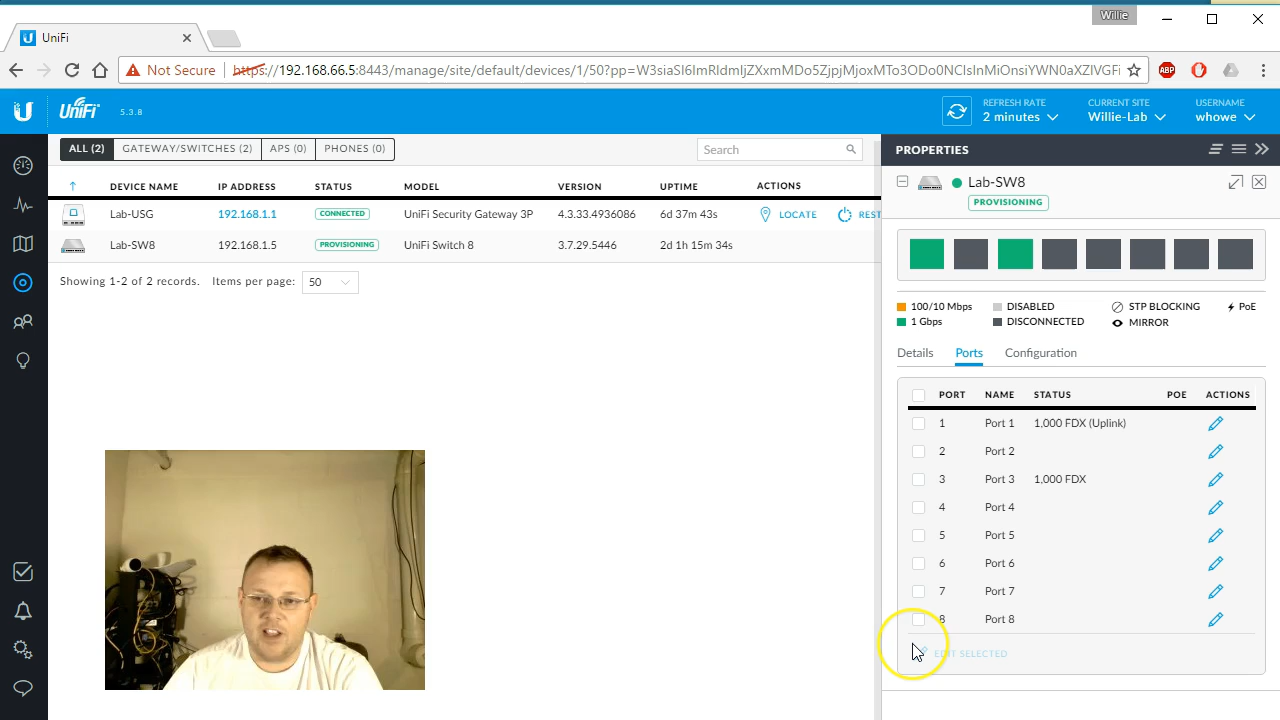 Willie
UniFi
Not Secure https://192.168.66.5:8443/manage/site/default/devices/1/50?pp=
UniFi 5.3.8
REFRESH RATE CURRENT SITE USERNAME
2 minutes Willie-Lab whowe
ALL (2) GATEWAY/SWITCHES (2) APS (0) PHONES (0) Search
DEVICE NAME IP ADDRESS STATUS MODEL VERSION UPTIME ACTIONS
Lab-USG 192.168.1.1 CONNECTED UniFi Security Gateway 3P 4.3.33.4936086 6d 37m 43s LOCATE REST
Lab-SW8 192.168.1.5 PROVISIONING UniFi Switch 8 3.7.29.5446 2d 1h 15m 34s
Showing 1-2 of 2 records. Items per page: 50
PROPERTIES
Lab-SW8
PROVISIONING
100/10 Mbps DISABLED STP BLOCKING PoE
1 Gbps DISCONNECTED MIRROR
Details Ports Configuration
PORT NAME STATUS POE ACTIONS
1 Port 1 1,000 FDX (Uplink)
2 Port 2
3 Port 3 1,000 FDX
4 Port 4
5 Port 5
6 Port 6
7 Port 7
8 Port 8
EDIT SELECTED